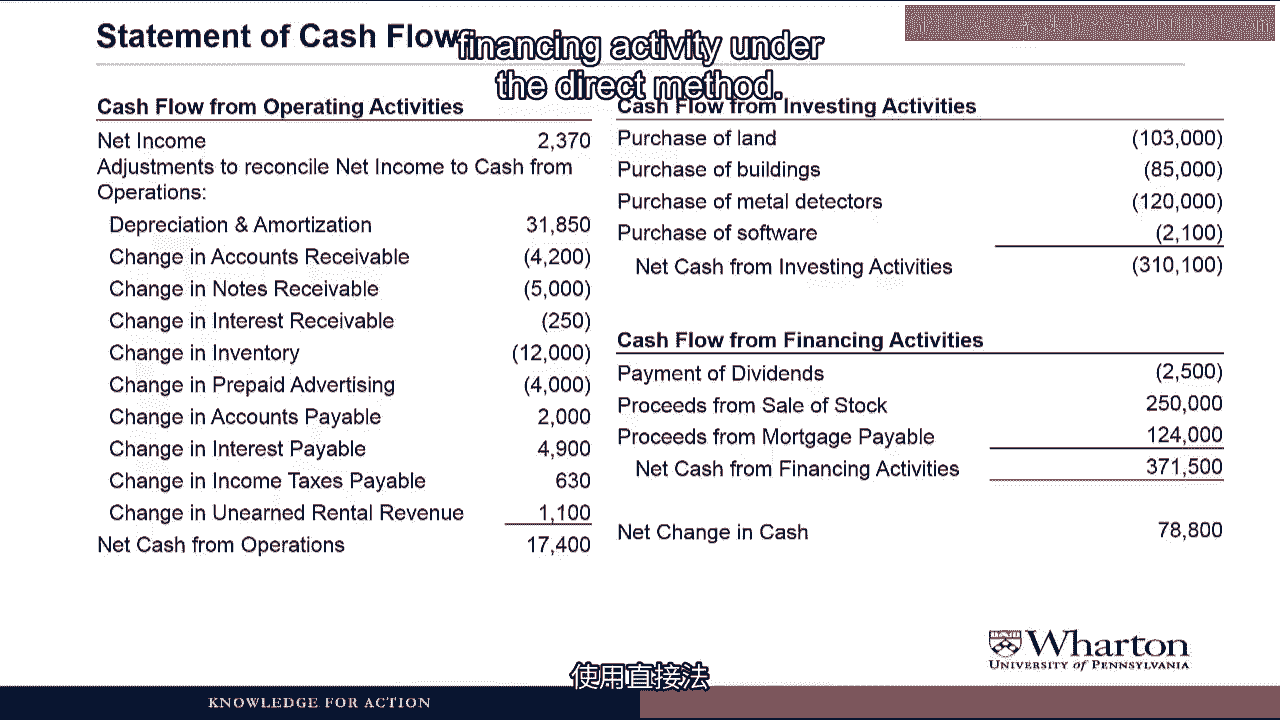 Statement of Cash Flow
financing activity under
the direct method.
Cash Flow from Operating Activities
Net Income 2,370
Adjustments to reconcile Net Income to Cash from
Operations:
Depreciation & Amortization 31,850
Change in Accounts Receivable (4,200)
Change in Notes Receivable (5,000)
Change in Interest Receivable (250)
Change in Inventory (12,000)
Change in Prepaid Advertising (4,000)
Change in Accounts Payable 2,000
Change in Interest Payable 4,900
Change in Income Taxes Payable 630
Change in Unearned Rental Revenue 1,100
Net Cash from Operations 17,400
Cash Flow from Investing Activities
Purchase of land (103,000)
Purchase of buildings (85,000)
Purchase of metal detectors (120,000)
Purchase of software (2,100)
Net Cash from Investing Activities (310,100)
Cash Flow from Financing Activities
Payment of Dividends (2,500)
Proceeds from Sale of Stock 250,000
Proceeds from Mortgage Payable 124,000
Net Cash from Financing Activities 371,500
Net Change in Cash 78,800
Wharton
UNIVERSITY of PENNSYLVANIA
使用直接法
KNOWLEDGE FOR ACTION